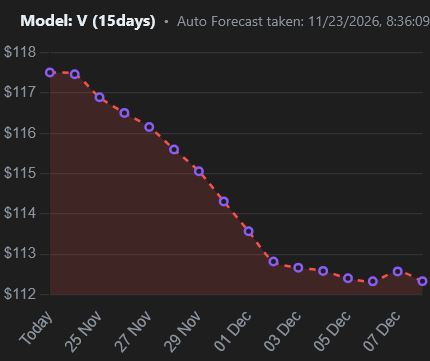 Model: V (15days) • Auto Forecast taken: 11/23/2026, 8:36:09
$118
$117
$116
$115
$114
$113
$112
Today
25 Nov
27 Nov
29 Nov
01 Dec
03 Dec
05 Dec
07 Dec